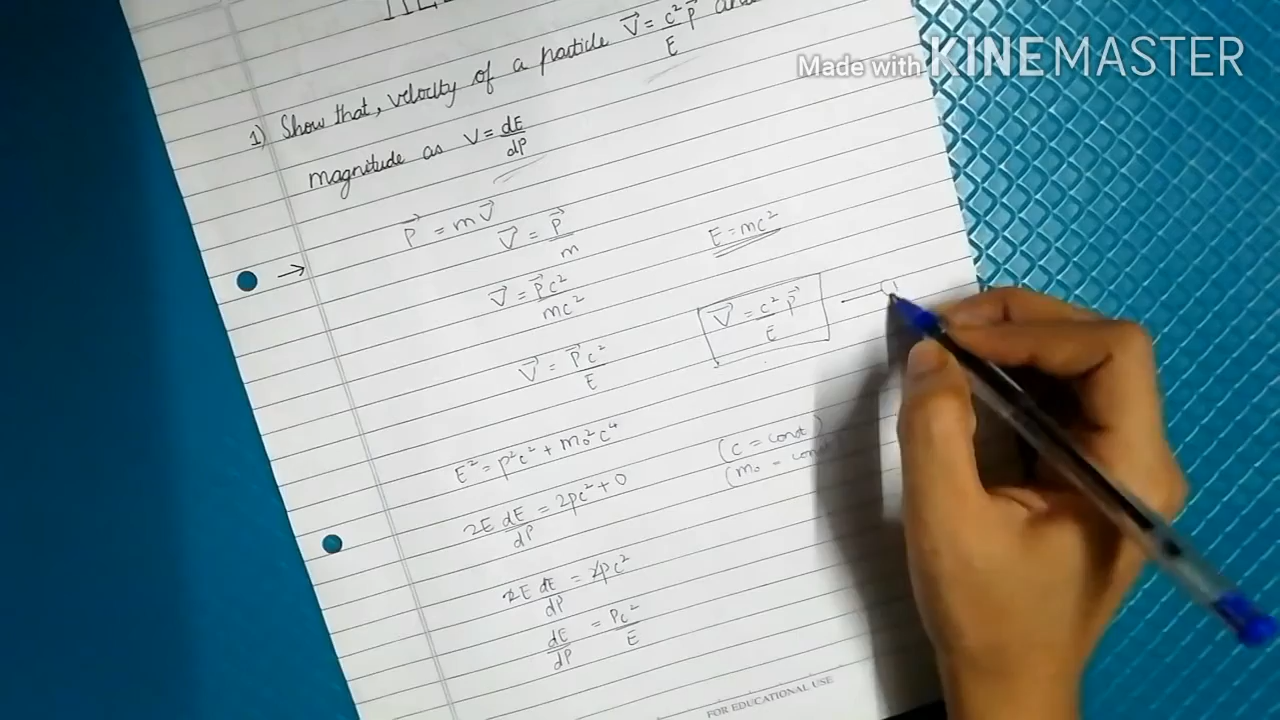 Made with KINEMASTER
1) Show that, velocity of a particle V⃗ = c²P⃗/E and
magnitude as V = dE/dP
→ P⃗ = mV⃗
V⃗ = P⃗/m
E = mc²
V⃗ = P⃗c²/mc²
V⃗ = c²/E P⃗
V⃗ = P⃗c²/E
E² = p²c² + m₀²c⁴
(c = const)
2E dE/dP = 2pc² + 0
(m₀ = const
2E dE/dP = 2pc²
dE/dP = Pc²/E
FOR EDUCATIONAL USE